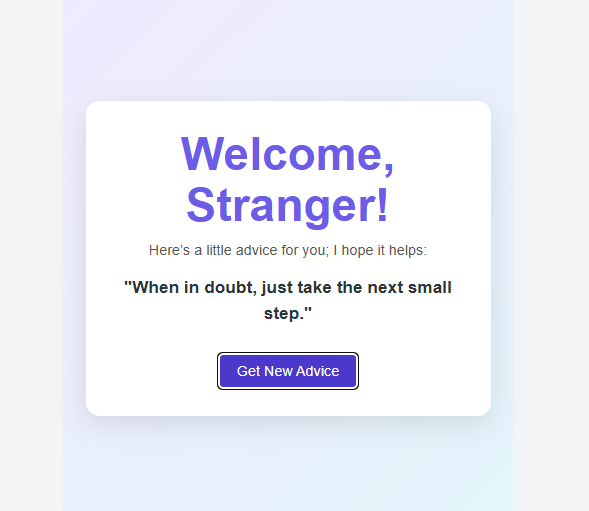 Welcome,
Stranger!
Here’s a little advice for you; I hope it helps:
"When in doubt, just take the next small
step."
Get New Advice